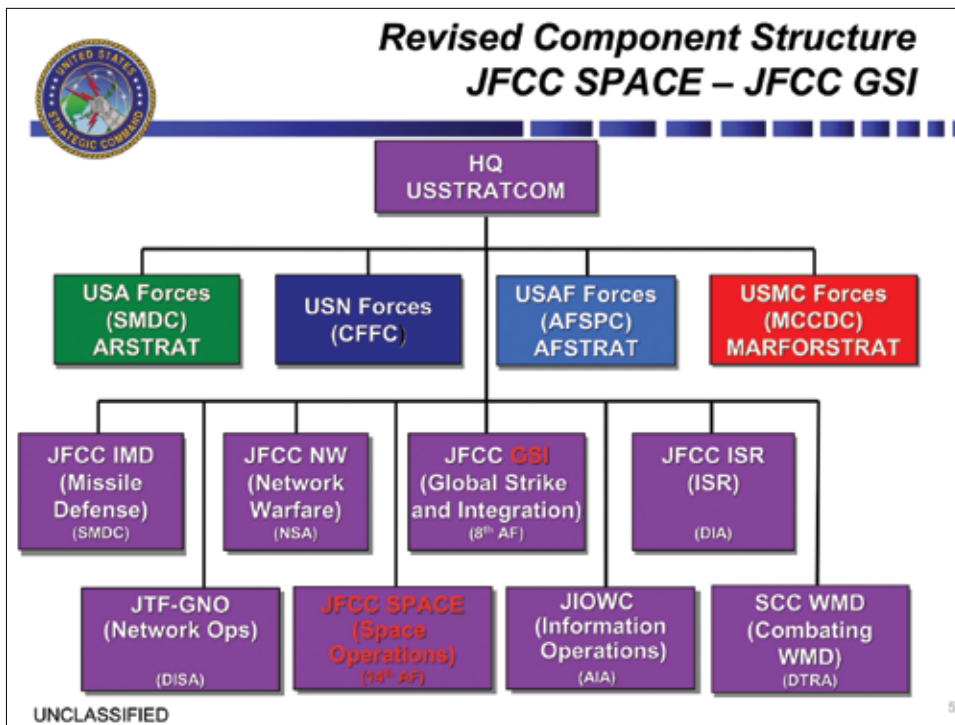 Revised Component Structure
JFCC SPACE – JFCC GSI
UNITED STATES
STRATEGIC COMMAND
HQ
USSTRATCOM
USA Forces
(SMDC)
ARSTRAT
USN Forces
(CFFC)
USAF Forces
(AFSPC)
AFSTRAT
USMC Forces
(MCCDC)
MARFORSTRAT
JFCC IMD
(Missile
Defense)
(SMDC)
JFCC NW
(Network
Warfare)
(NSA)
JFCC GSI
(Global Strike
and Integration)
(8th AF)
JFCC ISR
(ISR)
(DIA)
JTF-GNO
(Network Ops)
(DISA)
JFCC SPACE
(Space
Operations)
(14th AF)
JIOWC
(Information
Operations)
(AIA)
SCC WMD
(Combating
WMD)
(DTRA)
UNCLASSIFIED
5